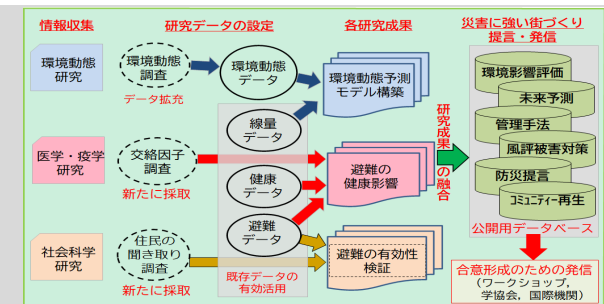 情報収集
研究データの設定
各研究成果
災害に強い街づくり
提言・発信
環境動態
研究
環境動態
調査
データ拡充
環境動態
データ
環境動態予測
モデル構築
線量
データ
医学・疫学
研究
交絡因子
調査
新たに採取
健康
データ
避難の
健康影響
避難
データ
社会科学
研究
住民の
聞き取り
調査
新たに採取
既存データの
有効活用
避難の有効性
検証
研究成果の融合
環境影響評価
未来予測
管理手法
風評被害対策
防災提言
コミュニティー再生
公開用データベース
合意形成のための発信
(ワークショップ,
学協会, 国際機関)